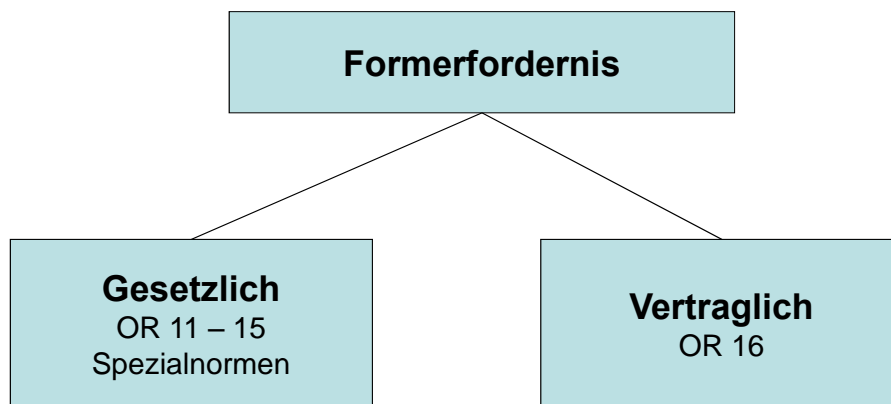 Formerfordernis
Gesetzlich
OR 11 – 15
Spezialnormen
Vertraglich
OR 16